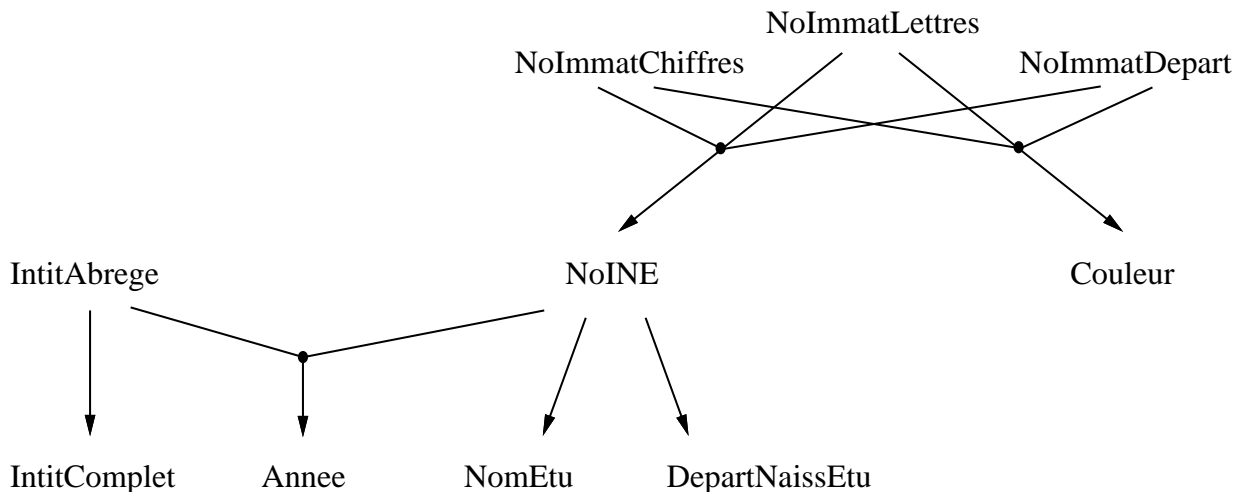 NoImmatLettres
NoImmatChiffres NoImmatDepart
IntitAbrege NoINE Couleur
IntitComplet Annee NomEtu DepartNaissEtu